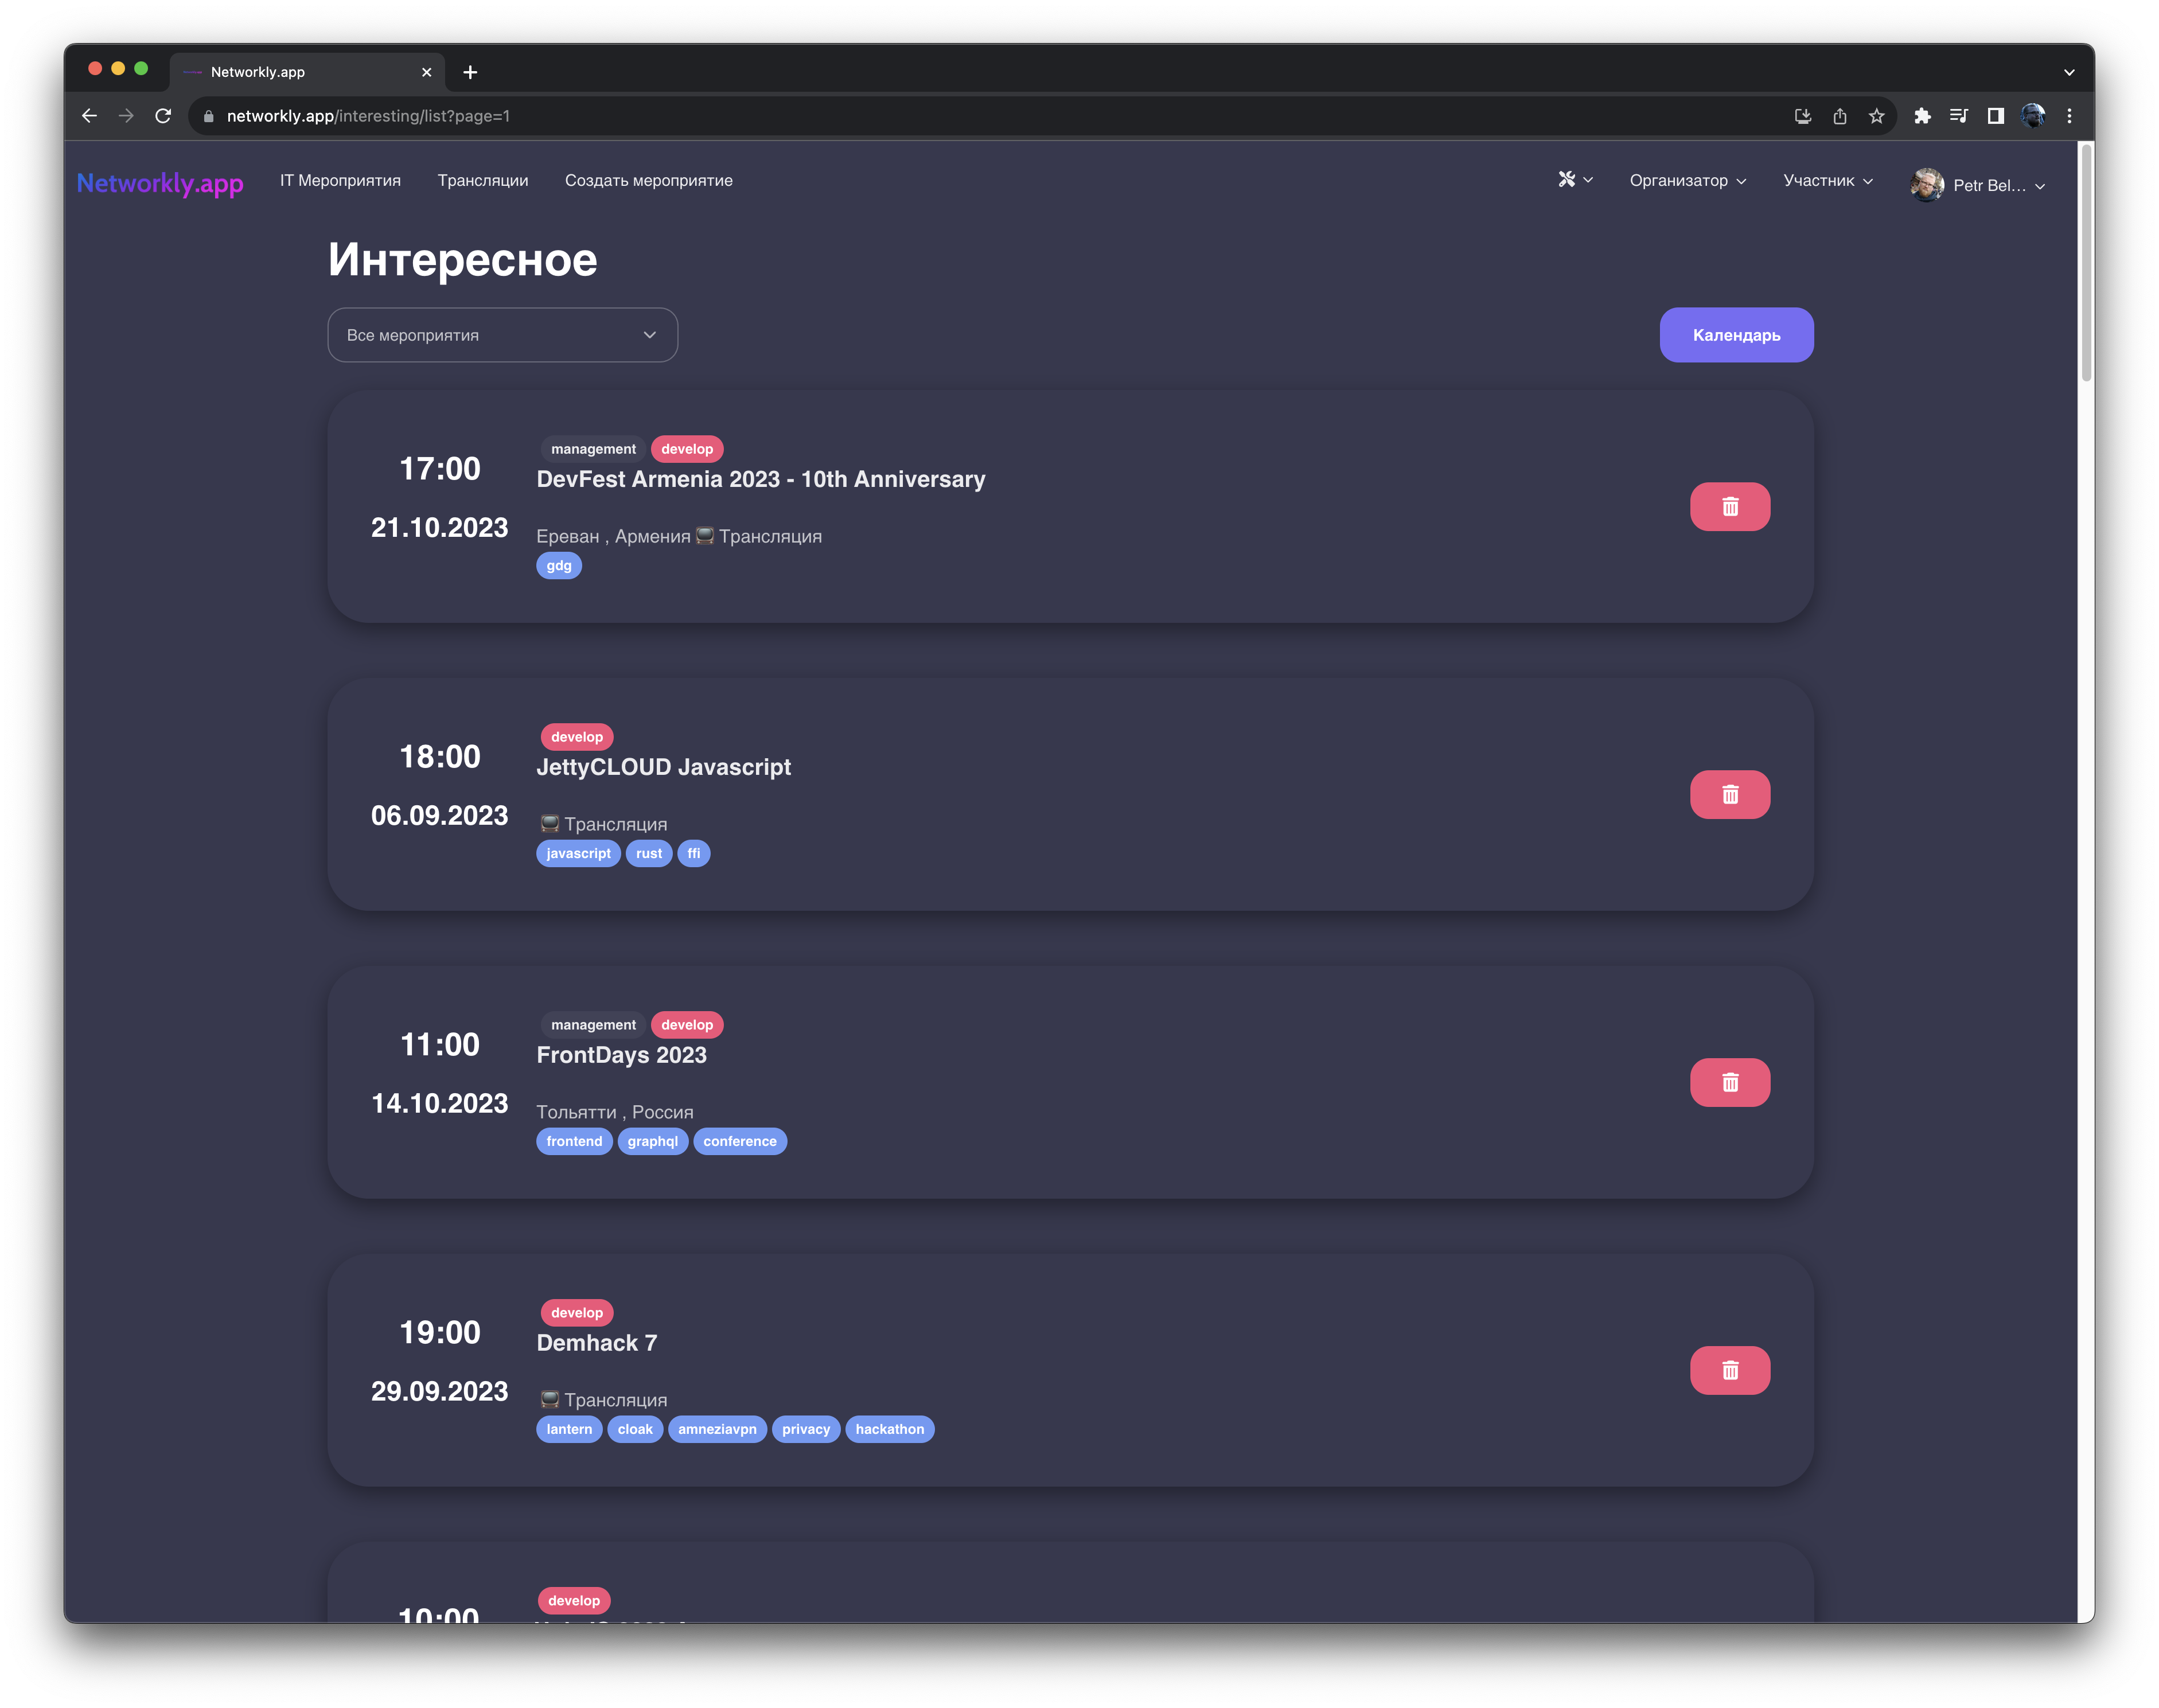 Networkly.app
networkly.app/interesting/list?page=1
Networkly.app IT Мероприятия Трансляции Создать мероприятие Организатор Участник Petr Bel...
Интересное
Все мероприятия Календарь
management develop
17:00
DevFest Armenia 2023 - 10th Anniversary
21.10.2023
Ереван , Армения Трансляция
gdg
develop
18:00
JettyCLOUD Javascript
06.09.2023
Трансляция
javascript rust ffi
management develop
11:00
FrontDays 2023
14.10.2023
Тольятти , Россия
frontend graphql conference
develop
19:00
Demhack 7
29.09.2023
Трансляция
lantern cloak amneziavpn privacy hackathon
develop
10:00